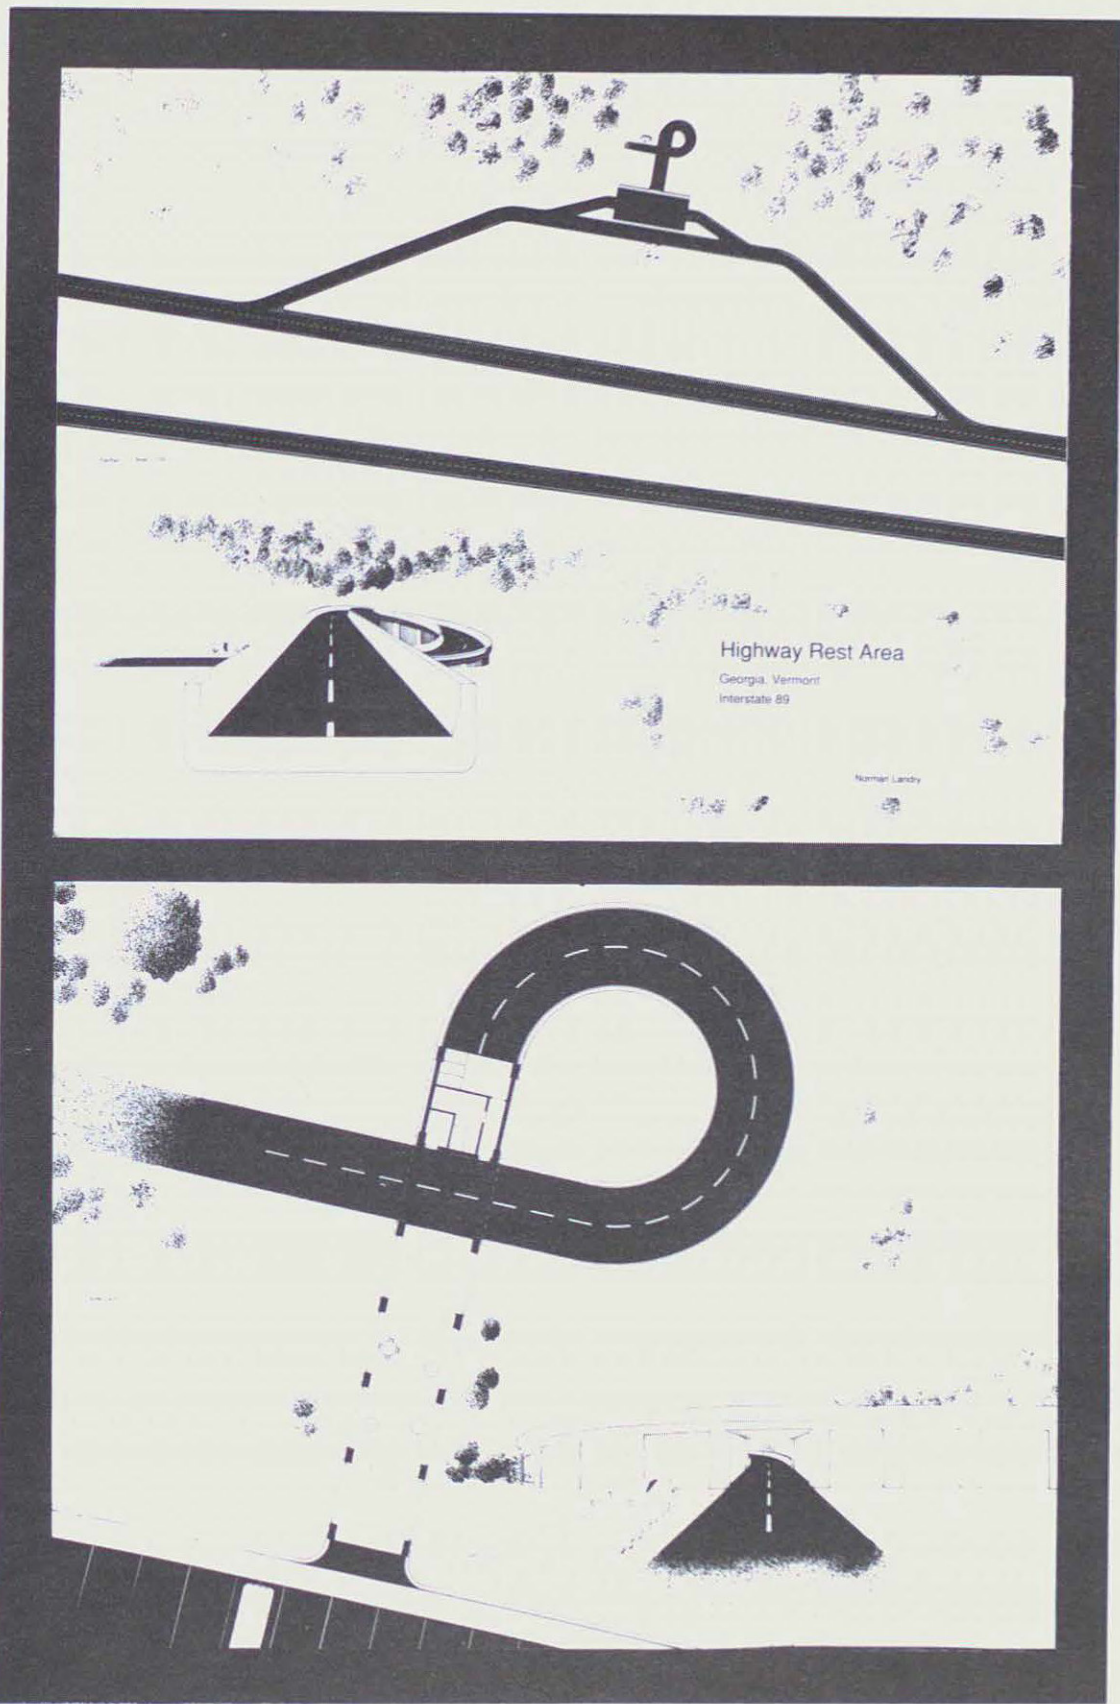 Highway Rest Area
Georgia, Vermont
Interstate 89
Norman Landry